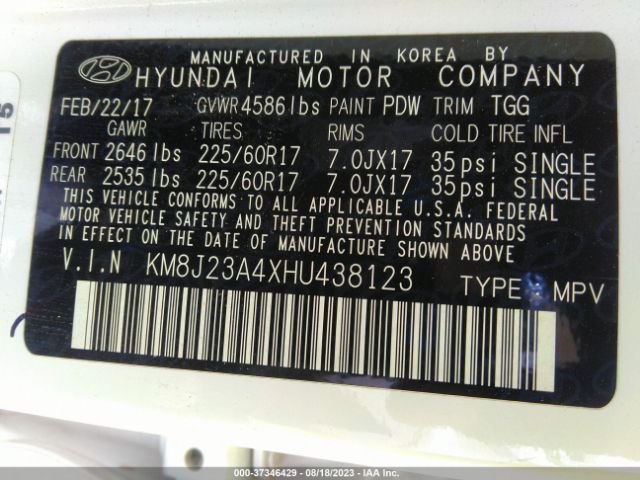 MANUFACTURED IN KOREA BY
HYUNDAI MOTOR COMPANY
FEB/22/17 GVWR 4586 lbs PAINT PDW TRIM TGG
GAWR TIRES RIMS COLD TIRE INFL
FRONT 2646 lbs 225/60R17 7.0JX17 35psi SINGLE
REAR 2535 lbs 225/60R17 7.0JX17 35psi SINGLE
THIS VEHICLE CONFORMS TO ALL APPLICABLE U.S.A. FEDERAL
MOTOR VEHICLE SAFETY AND THEFT PREVENTION STANDARDS
IN EFFECT ON THE DATE OF MANUFACTURE SHOWN ABOVE
V.I.N KM8J23A4XHU438123 TYPE: MPV
000-37346429 - 08/18/2023 - IAA Inc.